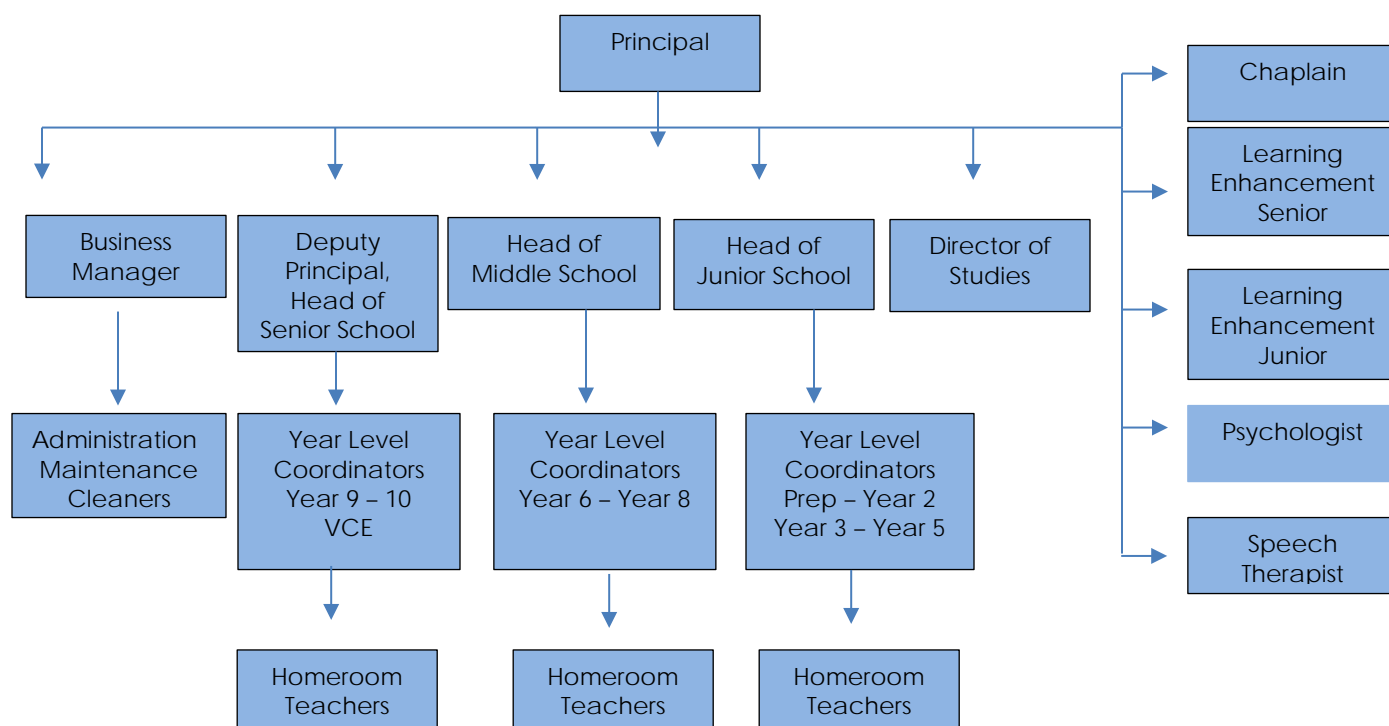 Principal
Chaplain
Learning
Enhancement
Senior
Learning
Enhancement
Junior
Psychologist
Speech
Therapist
Business
Manager
Deputy
Principal,
Head of
Senior School
Head of
Middle School
Head of
Junior School
Director of
Studies
Administration
Maintenance
Cleaners
Year Level
Coordinators
Year 9 – 10
VCE
Year Level
Coordinators
Year 6 – Year 8
Year Level
Coordinators
Prep – Year 2
Year 3 – Year 5
Homeroom
Teachers
Homeroom
Teachers
Homeroom
Teachers